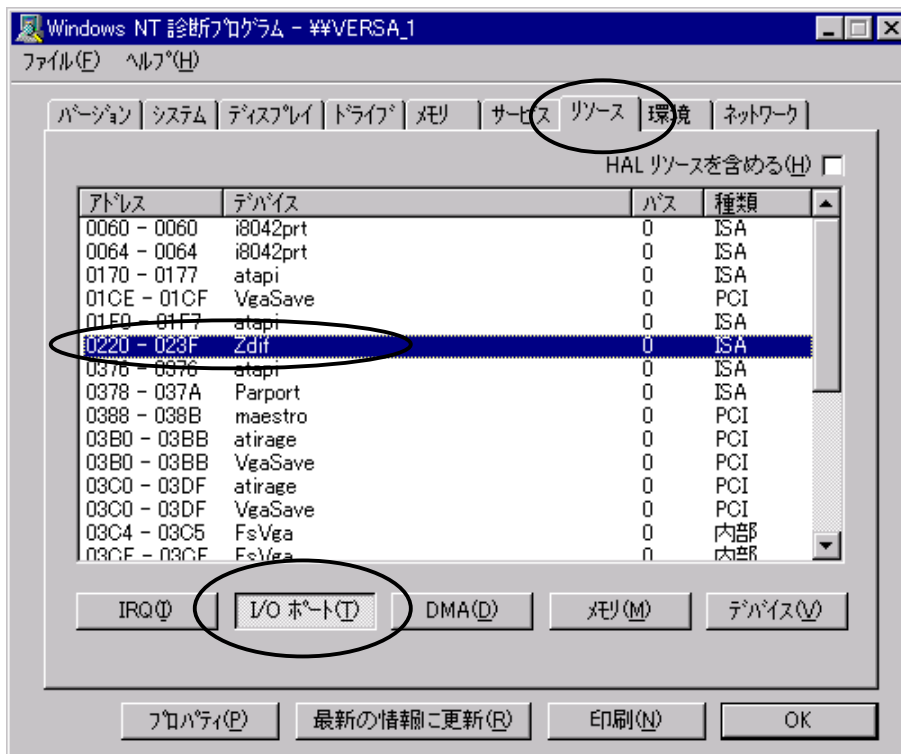 Windows NT 診断プログラム - ¥¥VERSA_1
ファイル(F) ヘルプ(H)
バージョン システム ディスプレイ ドライブ メモリ サービス リソース 環境 ネットワーク
HAL リソースを含める(H)
アドレス デバイス バス 種類
0060 - 0060 i8042prt 0 ISA
0064 - 0064 i8042prt 0 ISA
0170 - 0177 atapi 0 ISA
01CE - 01CF VgaSave 0 PCI
01F0 - 01F7 atapi 0 ISA
0220 - 023F Zdif 0 ISA
0376 - 0376 atapi 0 ISA
0378 - 037A Parport 0 ISA
0388 - 038B maestro 0 PCI
03B0 - 03BB atirage 0 PCI
03B0 - 03BB VgaSave 0 PCI
03C0 - 03DF atirage 0 PCI
03C0 - 03DF VgaSave 0 PCI
03C4 - 03C5 FsVga 0 内部
03CE - 03CF FsVga 0 内部
IRQ(I) I/O ポート(T) DMA(D) メモリ(M) デバイス(V)
プロパティ(P) 最新の情報に更新(R) 印刷(N) OK